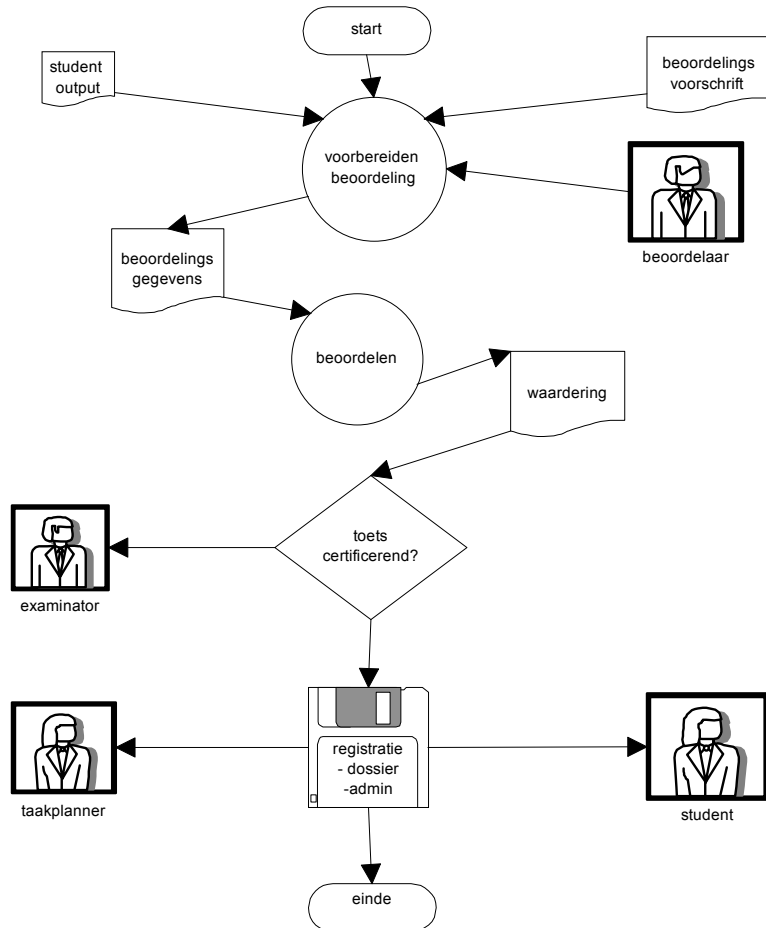 start
student
output
beoordelings
voorschrift
voorbereiden
beoordeling
beoordelaar
beoordelings
gegevens
beoordelen
waardering
toets
certificerend?
examinator
registratie
- dossier
-admin
taakplanner
student
einde